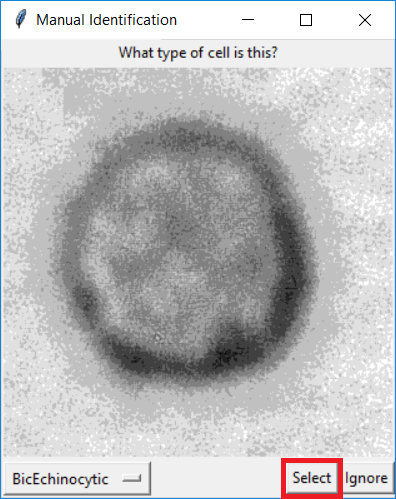 Manual Identification
What type of cell is this?
BicEchinocytic Select Ignore